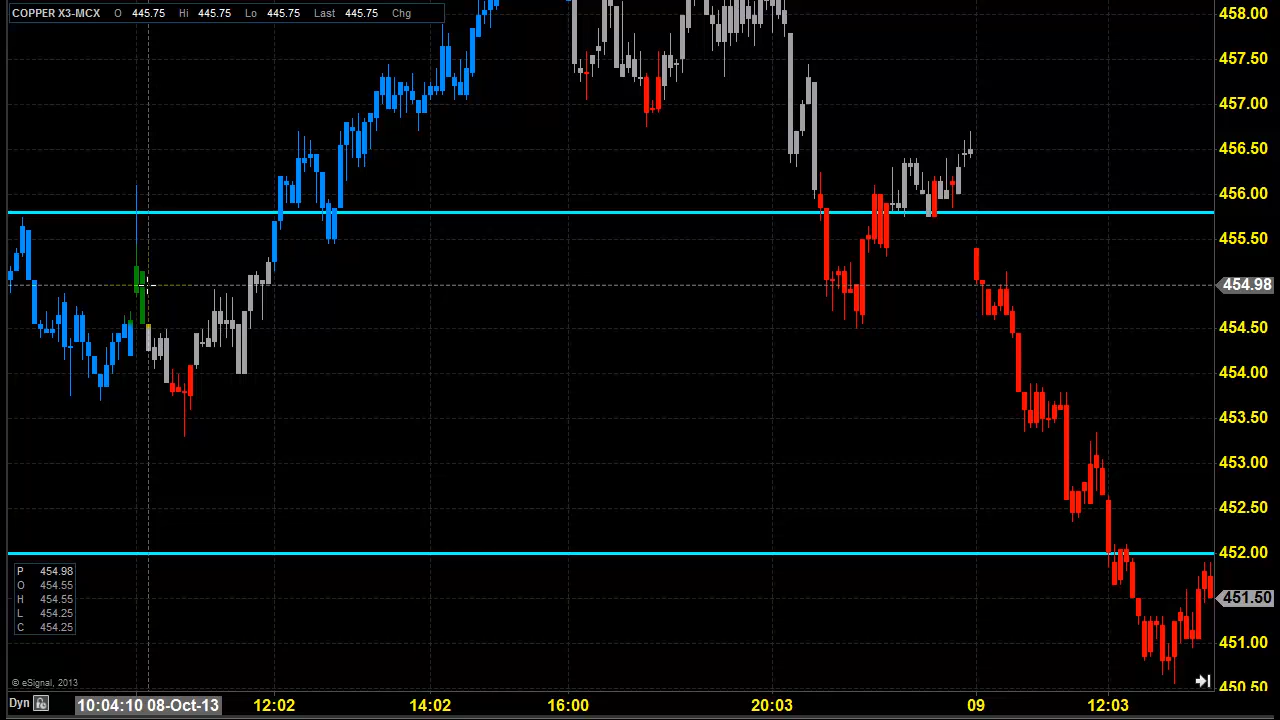 COPPER X3-MCX O 445.75 Hi 445.75 Lo 445.75 Last 445.75 Chg
458.00
457.50
457.00
456.50
456.00
455.50
454.98
454.50
454.00
453.50
453.00
452.50
452.00
451.50
451.00
450.50
P 454.98
O 454.55
H 454.55
L 454.25
C 454.25
© eSignal, 2013
Dyn 10:04:10 08-Oct-13 12:02 14:02 16:00 20:03 09 12:03